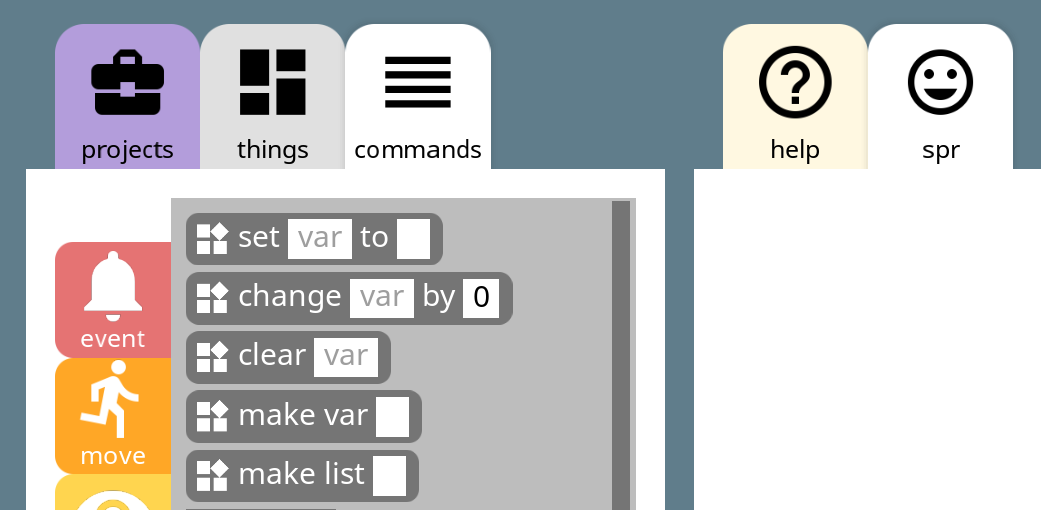 projects
things
commands
help
spr
set var to
change var by 0
clear var
make var
make list
event
move